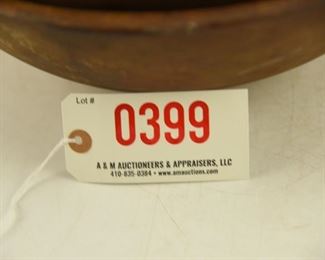 Lot #
0399
A & M AUCTIONEERS & APPRAISERS, LLC
410-835-0384 • www.amauctions.com